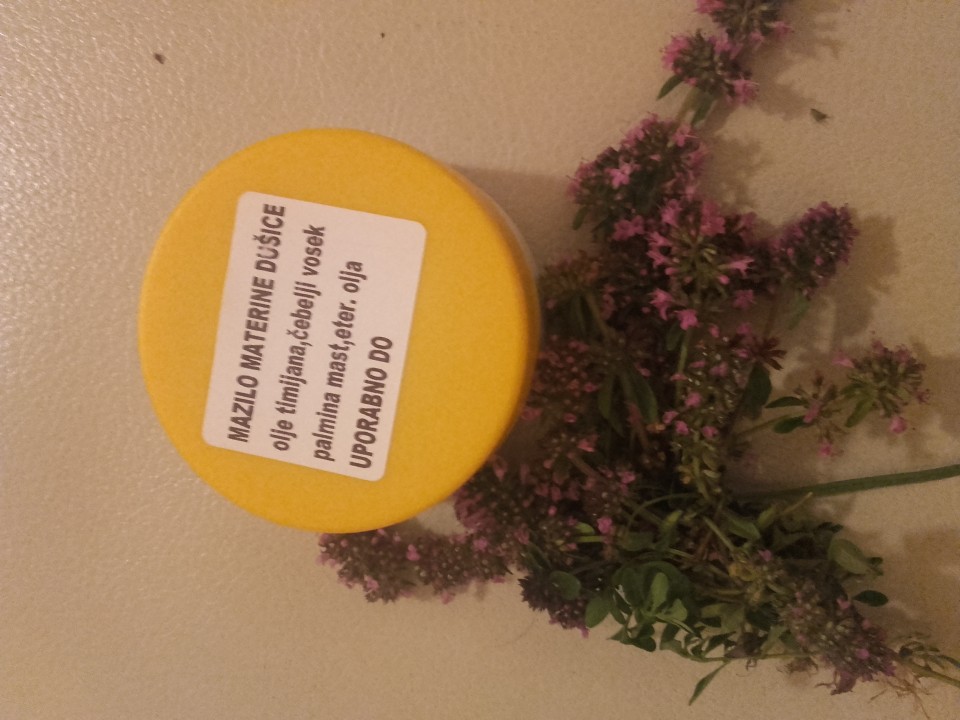 MAZILO MATERINE DUŠICE
olje timijana,čebelji vosek
palmina mast,eter. olja
UPORABNO DO